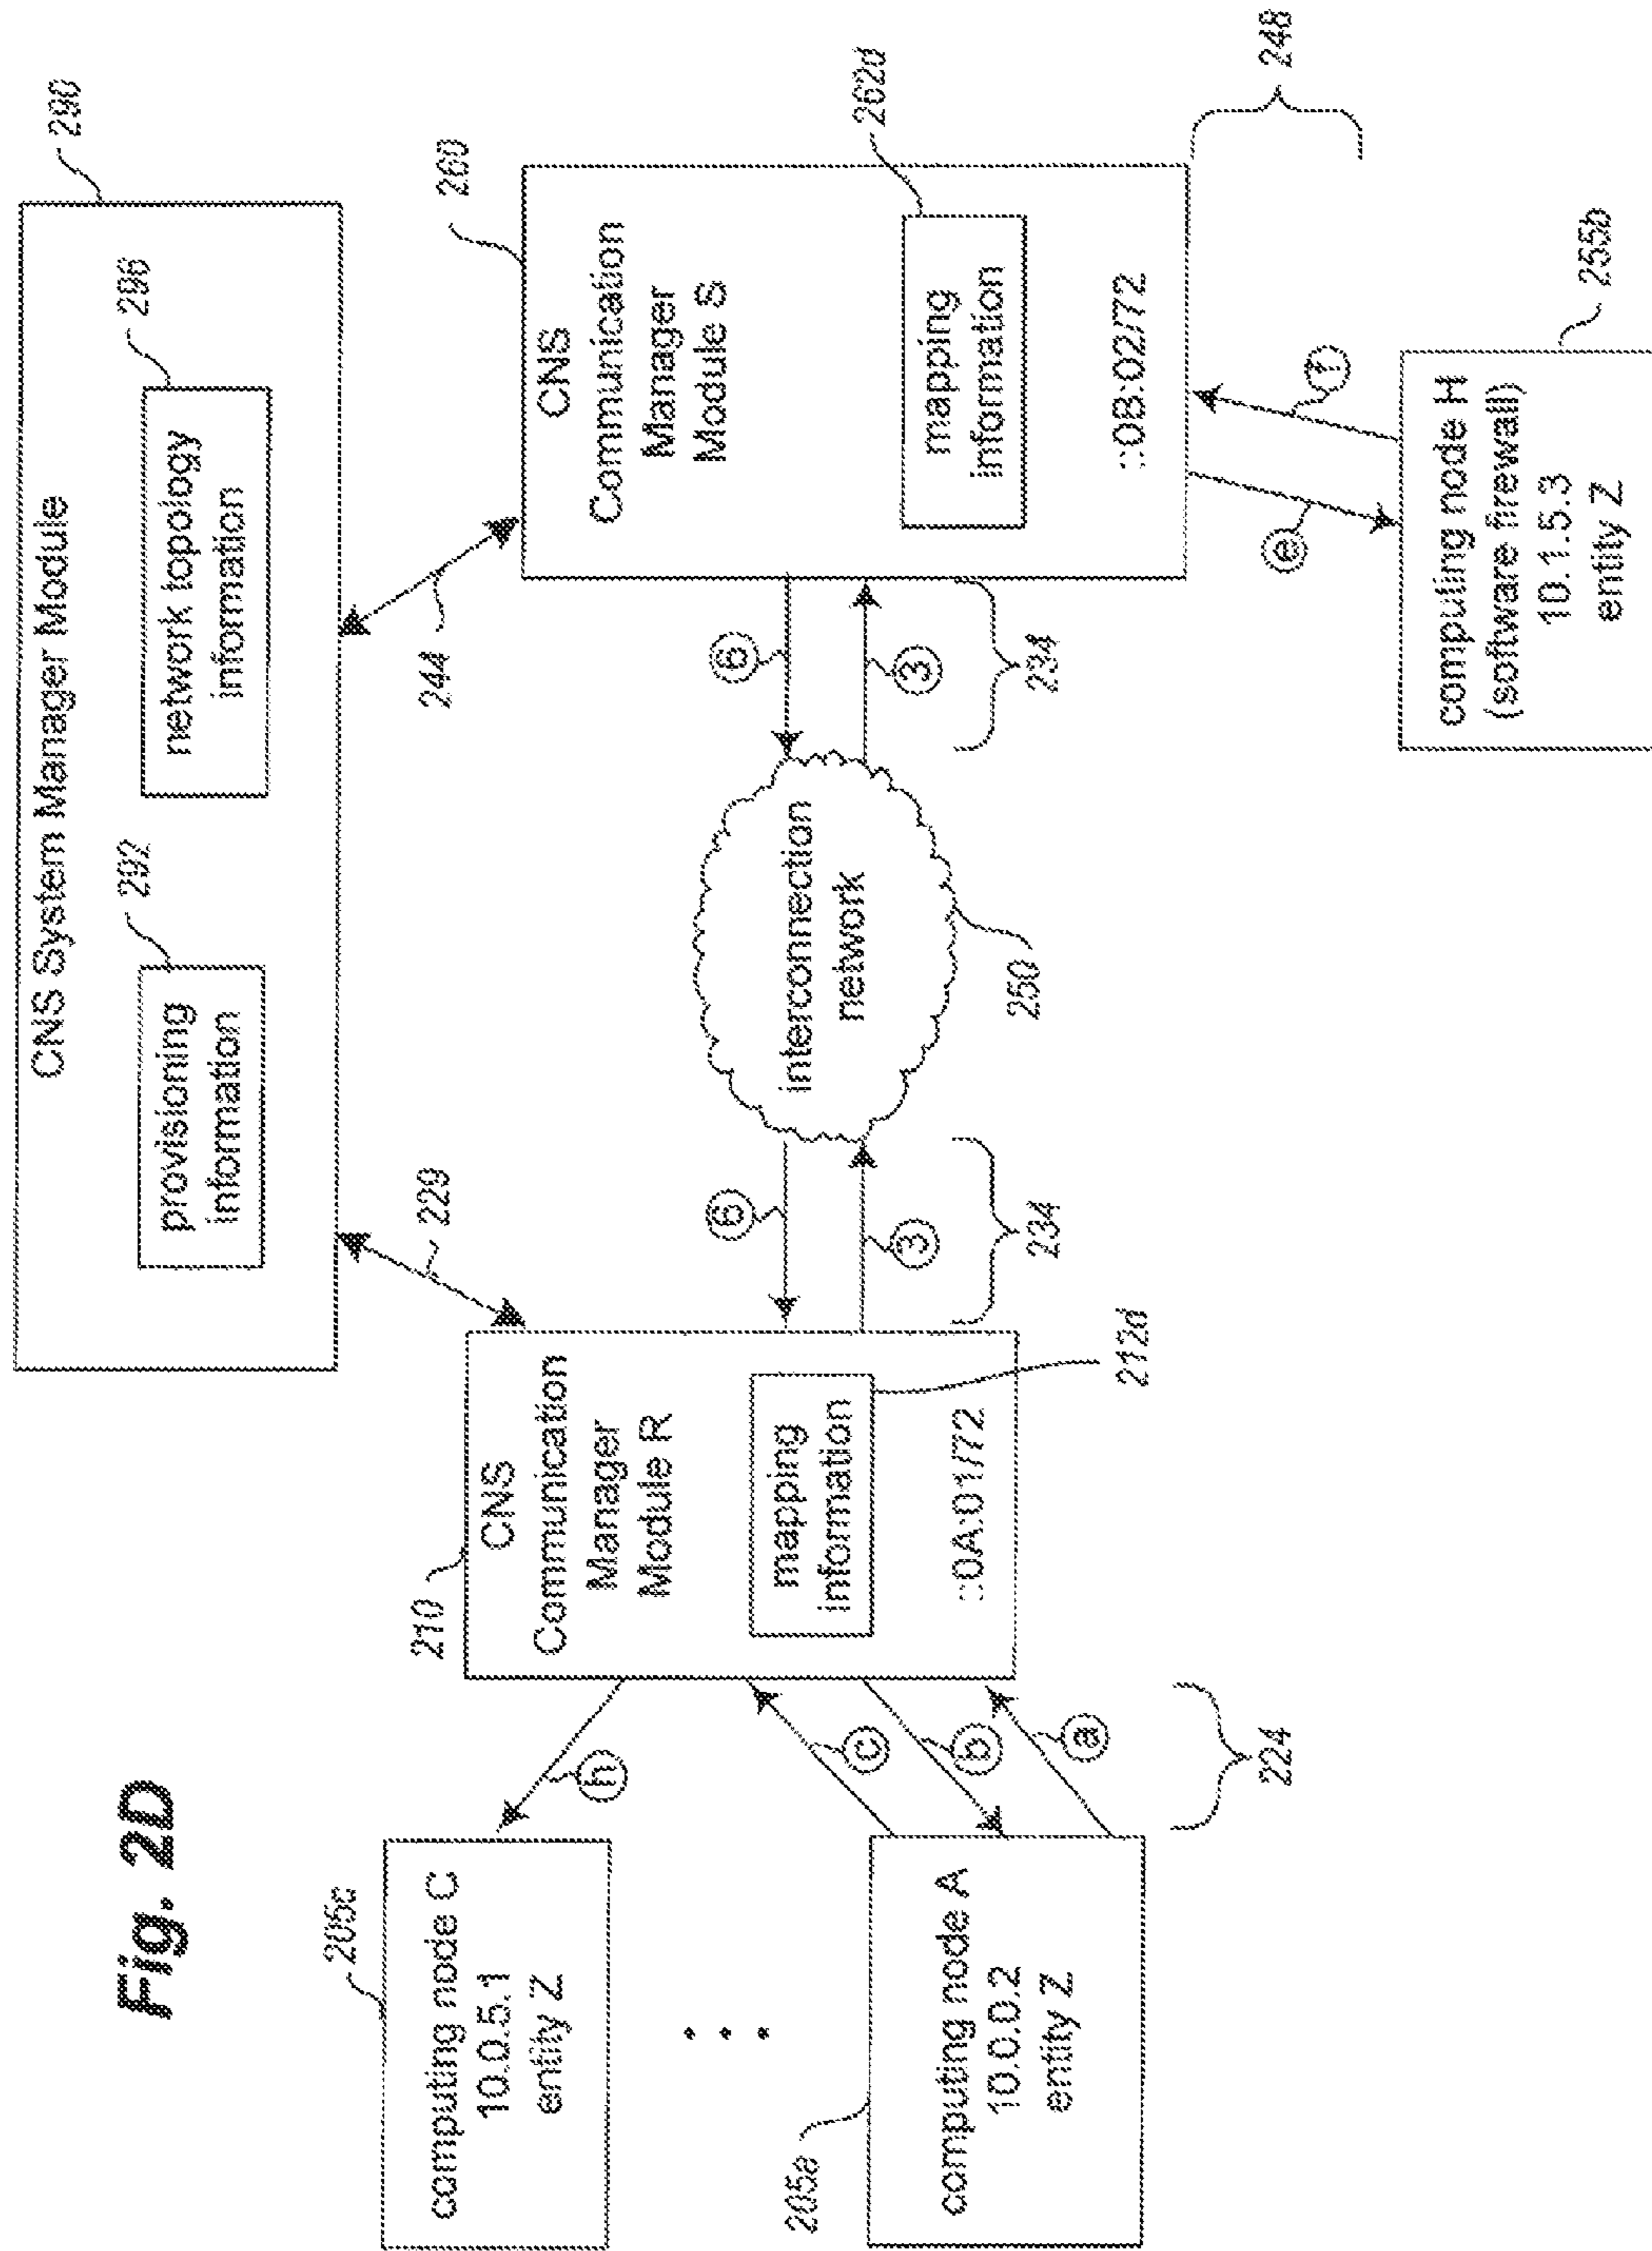 Fig. 2D
290
CNS System Manager Module
292
provisioning
information
296
network topology
information
229
244
205c
computing node C
10.0.5.1
entity Z
205a
computing node A
10.0.0.2
entity Z
h
c
b
a
224
210
CNS
Communication
Manager
Module R
mapping
information
::0A:01/72
212d
6
3
234
interconnection
network
250
6
3
234
260
CNS
Communication
Manager
Module S
262d
mapping
information
::0B:02/72
248
e
computing node H
(software firewall)
10.1.5.3
entity Z
255b